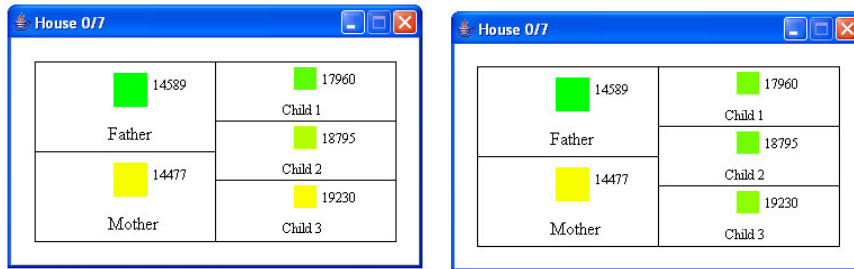 House 0/7
14589
Father
14477
Mother
17960
Child 1
18795
Child 2
19230
Child 3
House 0/7
14589
Father
14477
Mother
17960
Child 1
18795
Child 2
19230
Child 3